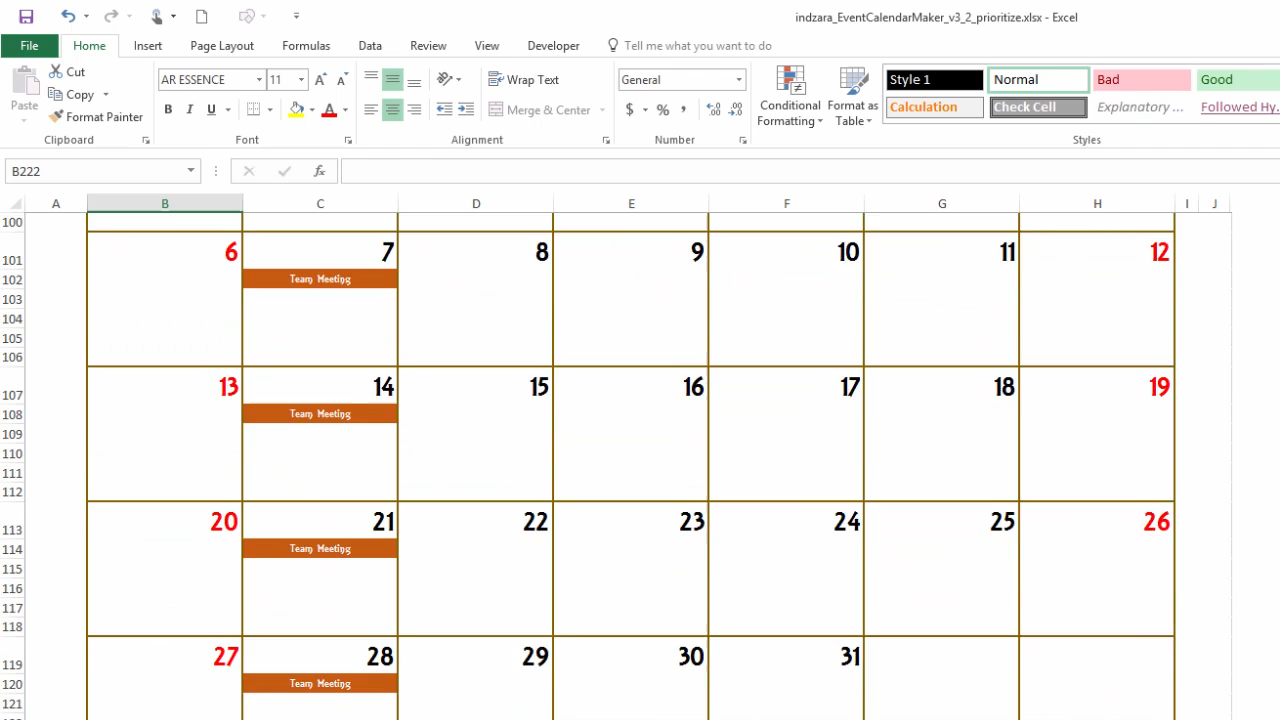 indzara_EventCalendarMaker_v3_2_prioritize.xlsx - Excel
File Home Insert Page Layout Formulas Data Review View Developer Tell me what you want to do
Paste
Cut
Copy
Format Painter
Clipboard
AR ESSENCE 11 A A
B I U A
Font
Wrap Text
Merge & Center
Alignment
General
$ % , .0 .00 .00 .0
Number
Conditional Formatting
Format as Table
Style 1 Normal Bad Good
Calculation Check Cell Explanatory ... Followed Hy...
Styles
B222 fx
A B C D E F G H I J
100
101 6 7 8 9 10 11 12
102 Team Meeting
103
104
105
106
107 13 14 15 16 17 18 19
108 Team Meeting
109
110
111
112
113 20 21 22 23 24 25 26
114 Team Meeting
115
116
117
118
119 27 28 29 30 31
120 Team Meeting
121